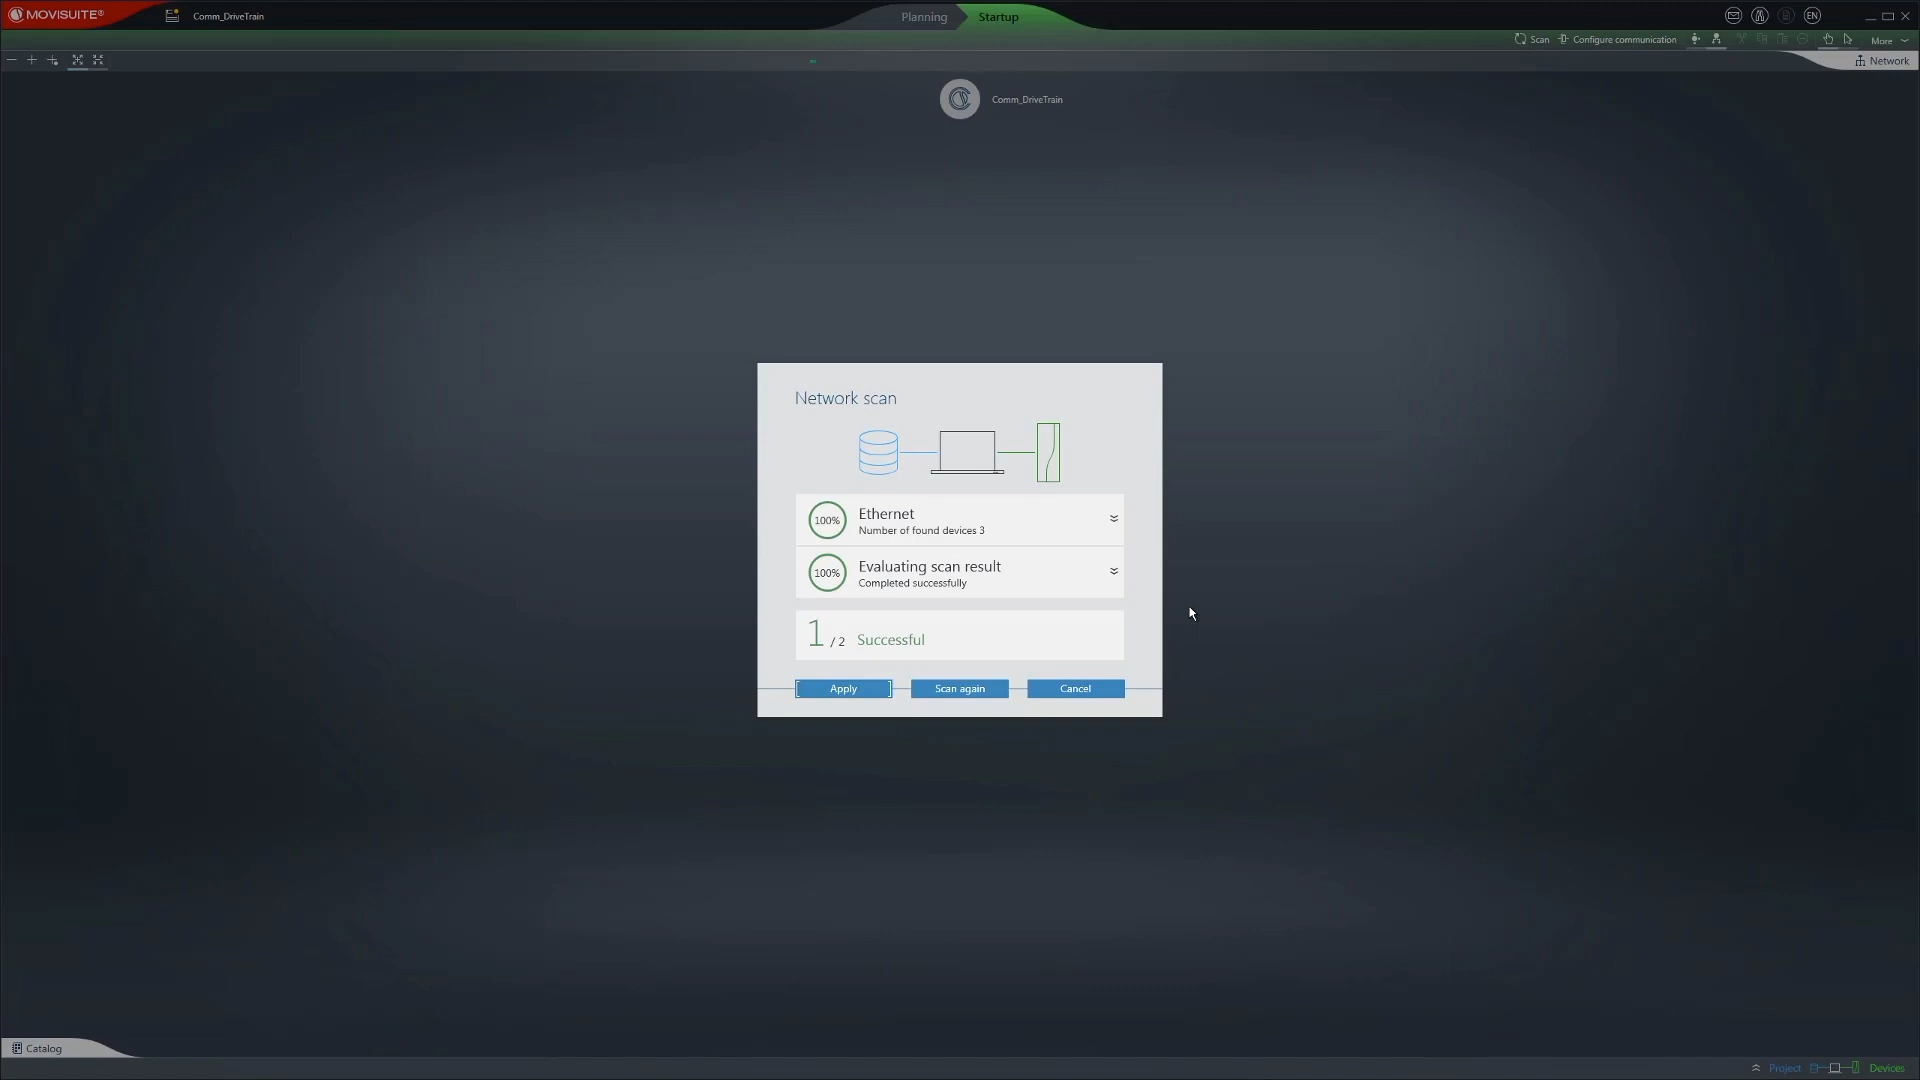 MOVISUITE®
Comm_DriveTrain
Planning
Startup
EN
Scan
Configure communication
More
Network
Comm_DriveTrain
Network scan
100%
Ethernet
Number of found devices 3
100%
Evaluating scan result
Completed successfully
1 / 2 Successful
Apply
Scan again
Cancel
Catalog
Project
Devices